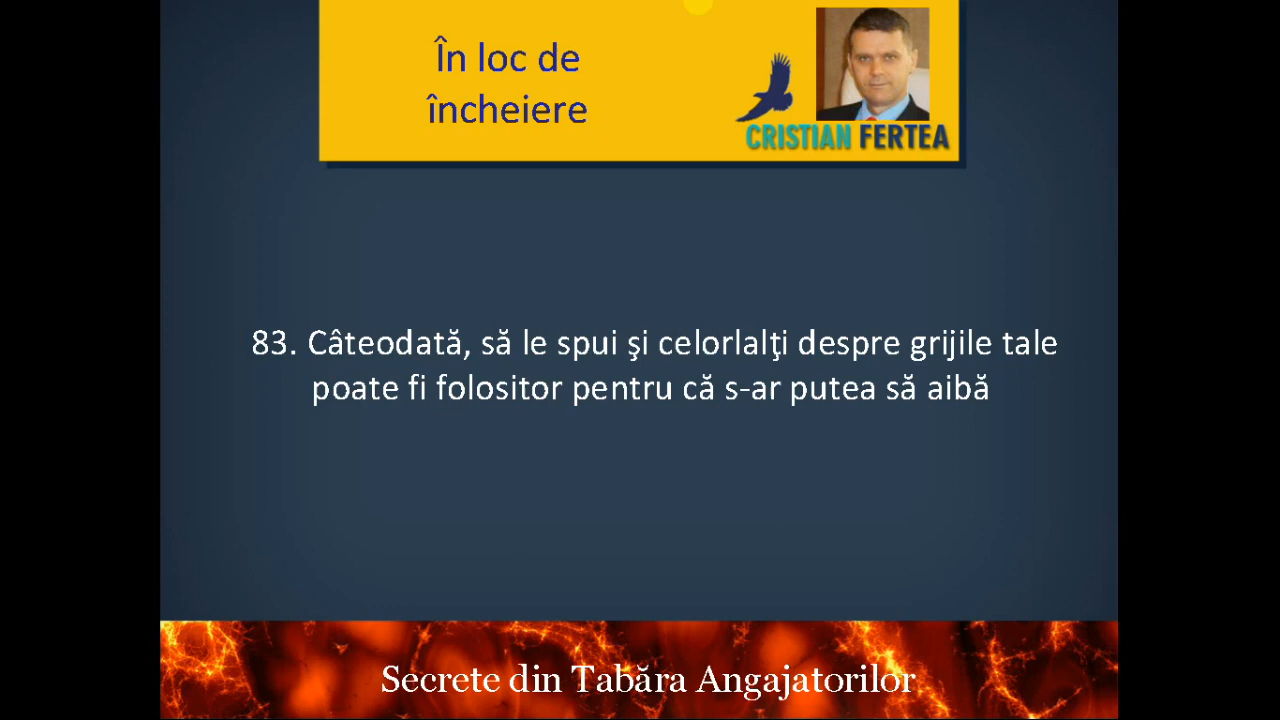 În loc de
încheiere
CRISTIAN FERTEA
83. Câteodată, să le spui şi celorlalţi despre grijile tale
poate fi folositor pentru că s-ar putea să aibă
Secrete din Tabăra Angajatorilor